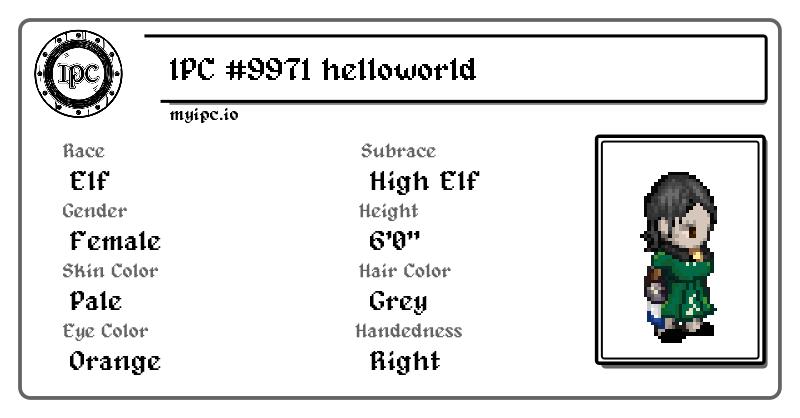 IPC
IPC #9971 helloworld
myipc.io
Race
Elf
Subrace
High Elf
Gender
Female
Height
6'0"
Skin Color
Pale
Hair Color
Grey
Eye Color
Orange
Handedness
Right